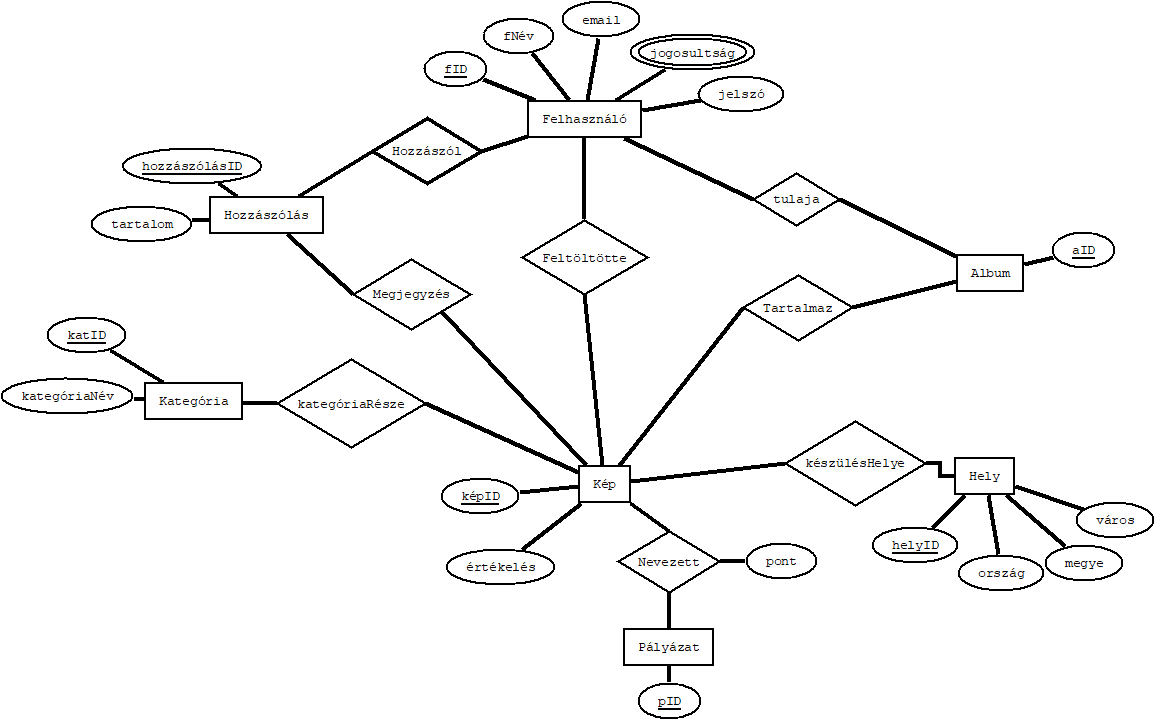 email
fNév
jogosultság
fID
jelszó
Felhasználó
Hozzászól
hozzászólásID
tulaja
Hozzászólás
tartalom
aID
Feltöltötte
Album
Megjegyzés
Tartalmaz
katID
kategóriaNév
Kategória
kategóriaRésze
készülésHelye
Hely
Kép
képID
város
helyID
Nevezett
pont
megye
értékelés
ország
Pályázat
pID